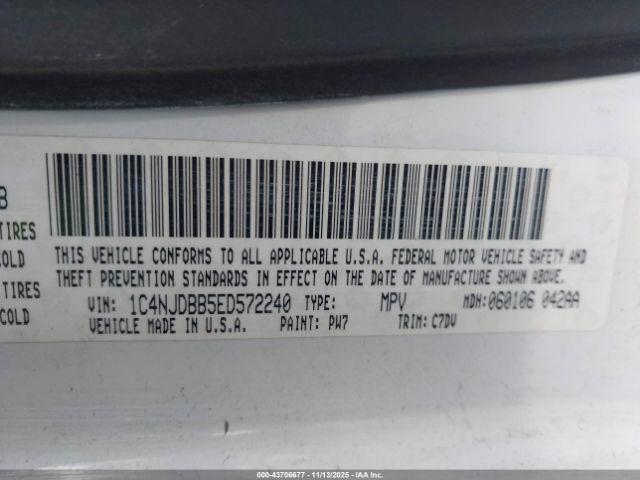 B
TIRES
COLD
TIRES
COLD
THIS VEHICLE CONFORMS TO ALL APPLICABLE U.S.A. FEDERAL MOTOR VEHICLE SAFETY AND
THEFT PREVENTION STANDARDS IN EFFECT ON THE DATE OF MANUFACTURE SHOWN ABOVE.
VIN: 1C4NJDBB5ED572240 TYPE: MPV MDH:060106 042AA
VEHICLE MADE IN U.S.A. PAINT: PW7 TRIM: C7DV
000-43706677 - 11/13/2025 - IAA Inc. Copyright